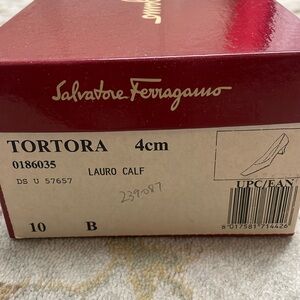 Salvatore Ferragamo
TORTORA 4cm
0186035
DS U 57657 LAURO CALF
239087
UPC/EAN
10 B
8 017581 714426